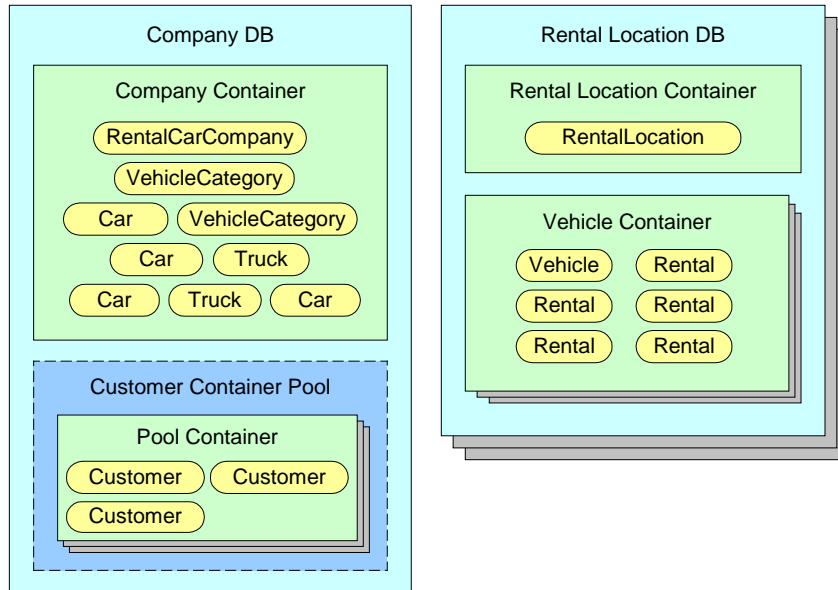 Company DB
Company Container
RentalCarCompany
VehicleCategory
Car VehicleCategory
Car Truck
Car Truck Car
Customer Container Pool
Pool Container
Customer Customer
Customer
Rental Location DB
Rental Location Container
RentalLocation
Vehicle Container
Vehicle Rental
Rental Rental
Rental Rental